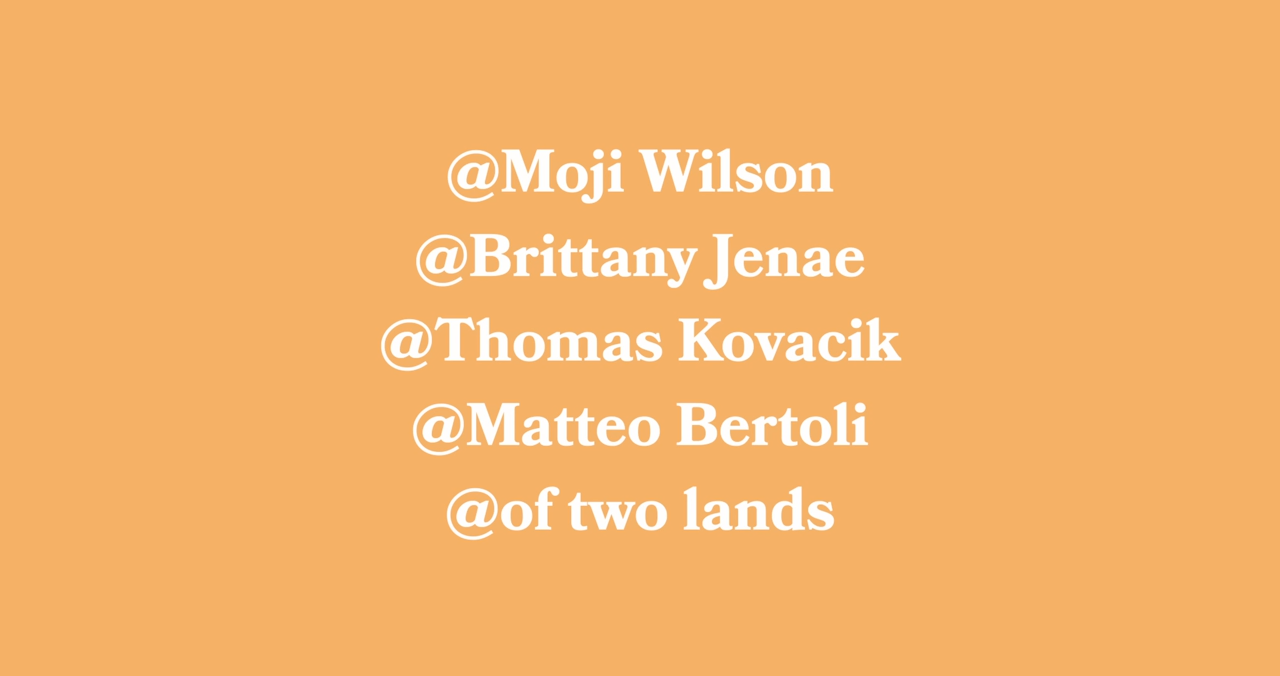 @Moji Wilson
@Brittany Jenae
@Thomas Kovacik
@Matteo Bertoli
@of two lands